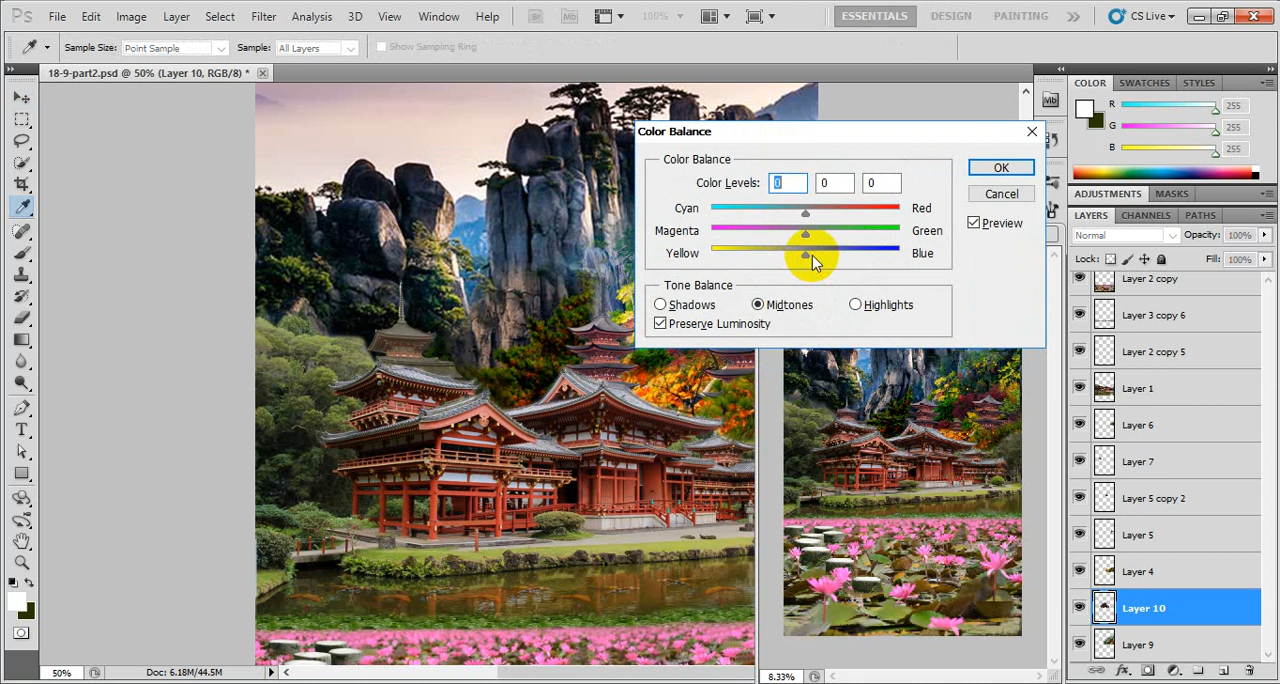 Ps File Edit Image Layer Select Filter Analysis 3D View Window Help Br Mb 100% ESSENTIALS DESIGN PAINTING CS Live
Sample Size: Point Sample Sample: All Layers Show Sampling Ring
18-9-part2.psd @ 50% (Layer 10, RGB/8) *
COLOR SWATCHES STYLES
Mb
R 255
G 255
B 255
Color Balance
Color Balance
Color Levels: 0 0 0
Cyan Red
Magenta Green
Yellow Blue
OK
Cancel
Preview
Tone Balance
Shadows Midtones Highlights
Preserve Luminosity
ADJUSTMENTS MASKS
LAYERS CHANNELS PATHS
Normal Opacity: 100%
Lock: Fill: 100%
Layer 2 copy
Layer 3 copy 6
Layer 2 copy 5
Layer 1
Layer 6
Layer 7
Layer 5 copy 2
Layer 5
Layer 4
Layer 10
Layer 9
T
fx
50% Doc: 6.18M/44.5M
8.33%